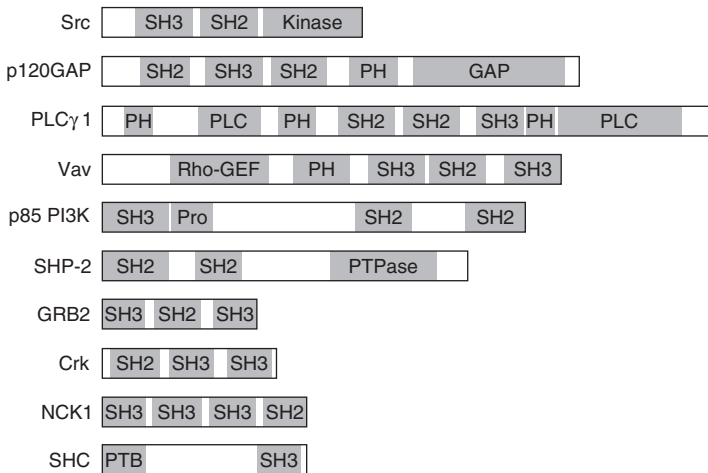 Src SH3 SH2 Kinase
p120GAP SH2 SH3 SH2 PH GAP
PLCγ1 PH PLC PH SH2 SH2 SH3 PH PLC
Vav Rho-GEF PH SH3 SH2 SH3
p85 PI3K SH3 Pro SH2 SH2
SHP-2 SH2 SH2 PTPase
GRB2 SH3 SH2 SH3
Crk SH2 SH3 SH3
NCK1 SH3 SH3 SH3 SH2
SHC PTB SH3